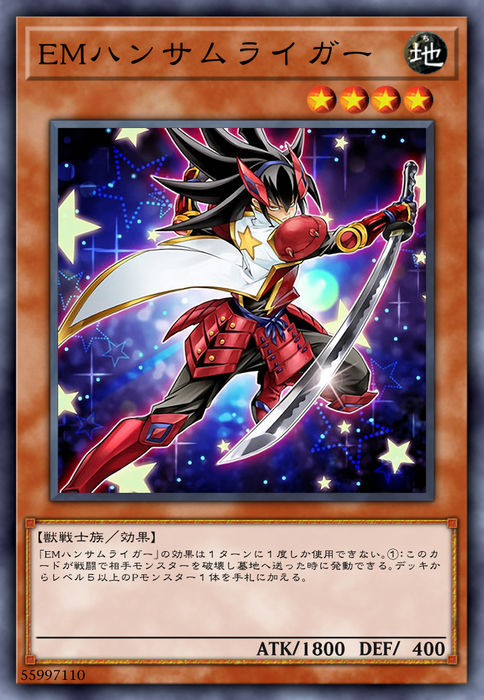 EMハンサムライガー
ち
地
【獣戦士族／効果】
「EMハンサムライガー」の効果は1ターンに1度しか使用できない。①:このカ
ードが戦闘で相手モンスターを破壊し墓地へ送った時に発動できる。デッキか
らレベル5以上のPモンスター1体を手札に加える。
ATK/1800 DEF/ 400
55997110